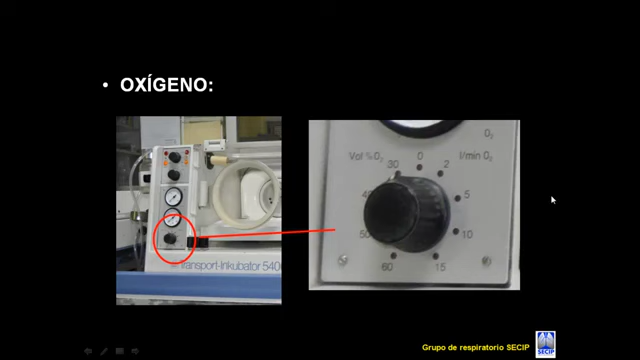 • OXÍGENO:
Transport-Inkubator 5400
O₂
Vol %O₂
l/min O₂
30
0
2
40
5
50
10
60
15
Grupo de respiratorio SECIP
SECIP